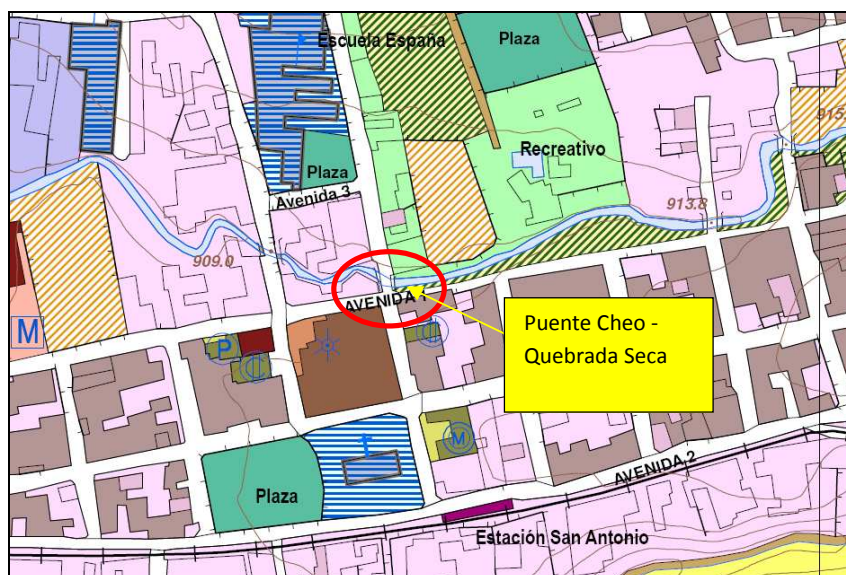 Escuela España
Plaza
Recreativo
915.
Plaza
Avenida 3
913.8
909.0
AVENIDA 1
Puente Cheo -
Quebrada Seca
M
P
M
AVENIDA 2
Plaza
Estación San Antonio